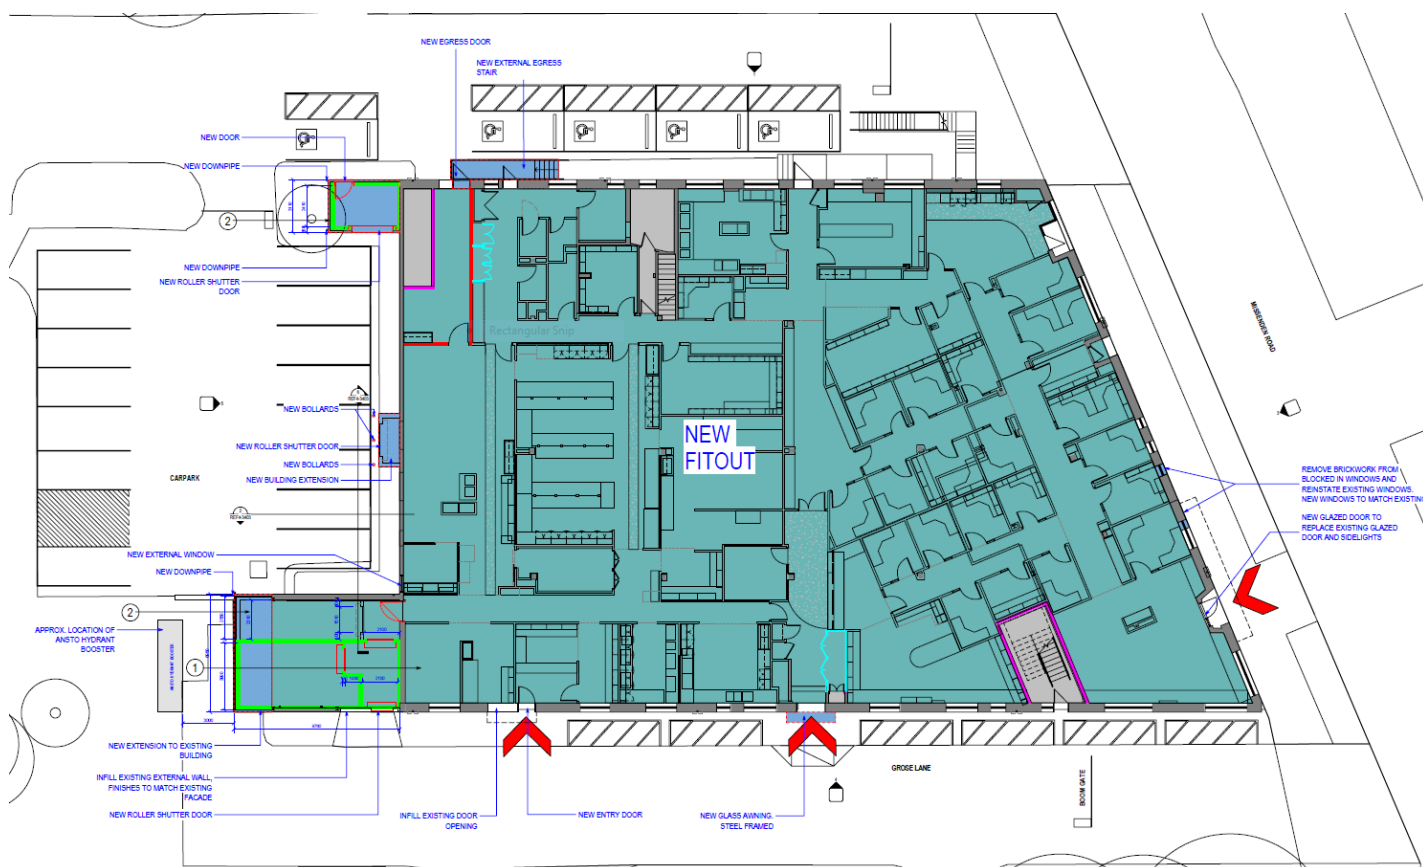 NEW EGRESS DOOR
NEW EXTERNAL EGRESS
STAIR
NEW DOOR
NEW DOWNPIPE
2
NEW DOWNPIPE
NEW ROLLER SHUTTER
DOOR
Rectangular Snip
MISSENDEN ROAD
NEW BOLLARDS
NEW ROLLER SHUTTER DOOR
NEW BOLLARDS
NEW BUILDING EXTENSION
CARPARK
NEW
FITOUT
REMOVE BRICKWORK FROM
BLOCKED IN WINDOWS AND
REINSTATE EXISTING WINDOWS.
NEW WINDOWS TO MATCH EXISTING
NEW GLAZED DOOR TO
REPLACE EXISTING GLAZED
DOOR AND SIDELIGHTS
NEW EXTERNAL WINDOW
NEW DOWNPIPE
2
APPROX. LOCATION OF
ANSTO HYDRANT
BOOSTER
1
NEW EXTENSION TO EXISTING
BUILDING
INFILL EXISTING EXTERNAL WALL,
FINISHES TO MATCH EXISTING
FACADE
NEW ROLLER SHUTTER DOOR
INFILL EXISTING DOOR
OPENING
NEW ENTRY DOOR
NEW GLASS AWNING.
STEEL FRAMED
GROSE LANE
BOOM GATE